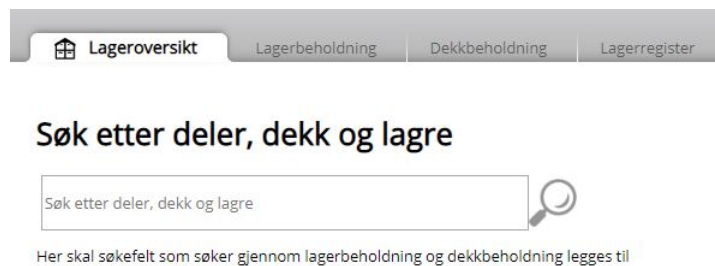 Lageroversikt Lagerbeholdning Dekkbeholdning Lagerregister
Søk etter deler, dekk og lagre
Søk etter deler, dekk og lagre
Her skal søkefelt som søker gjennom lagerbeholdning og dekkbeholdning legges til